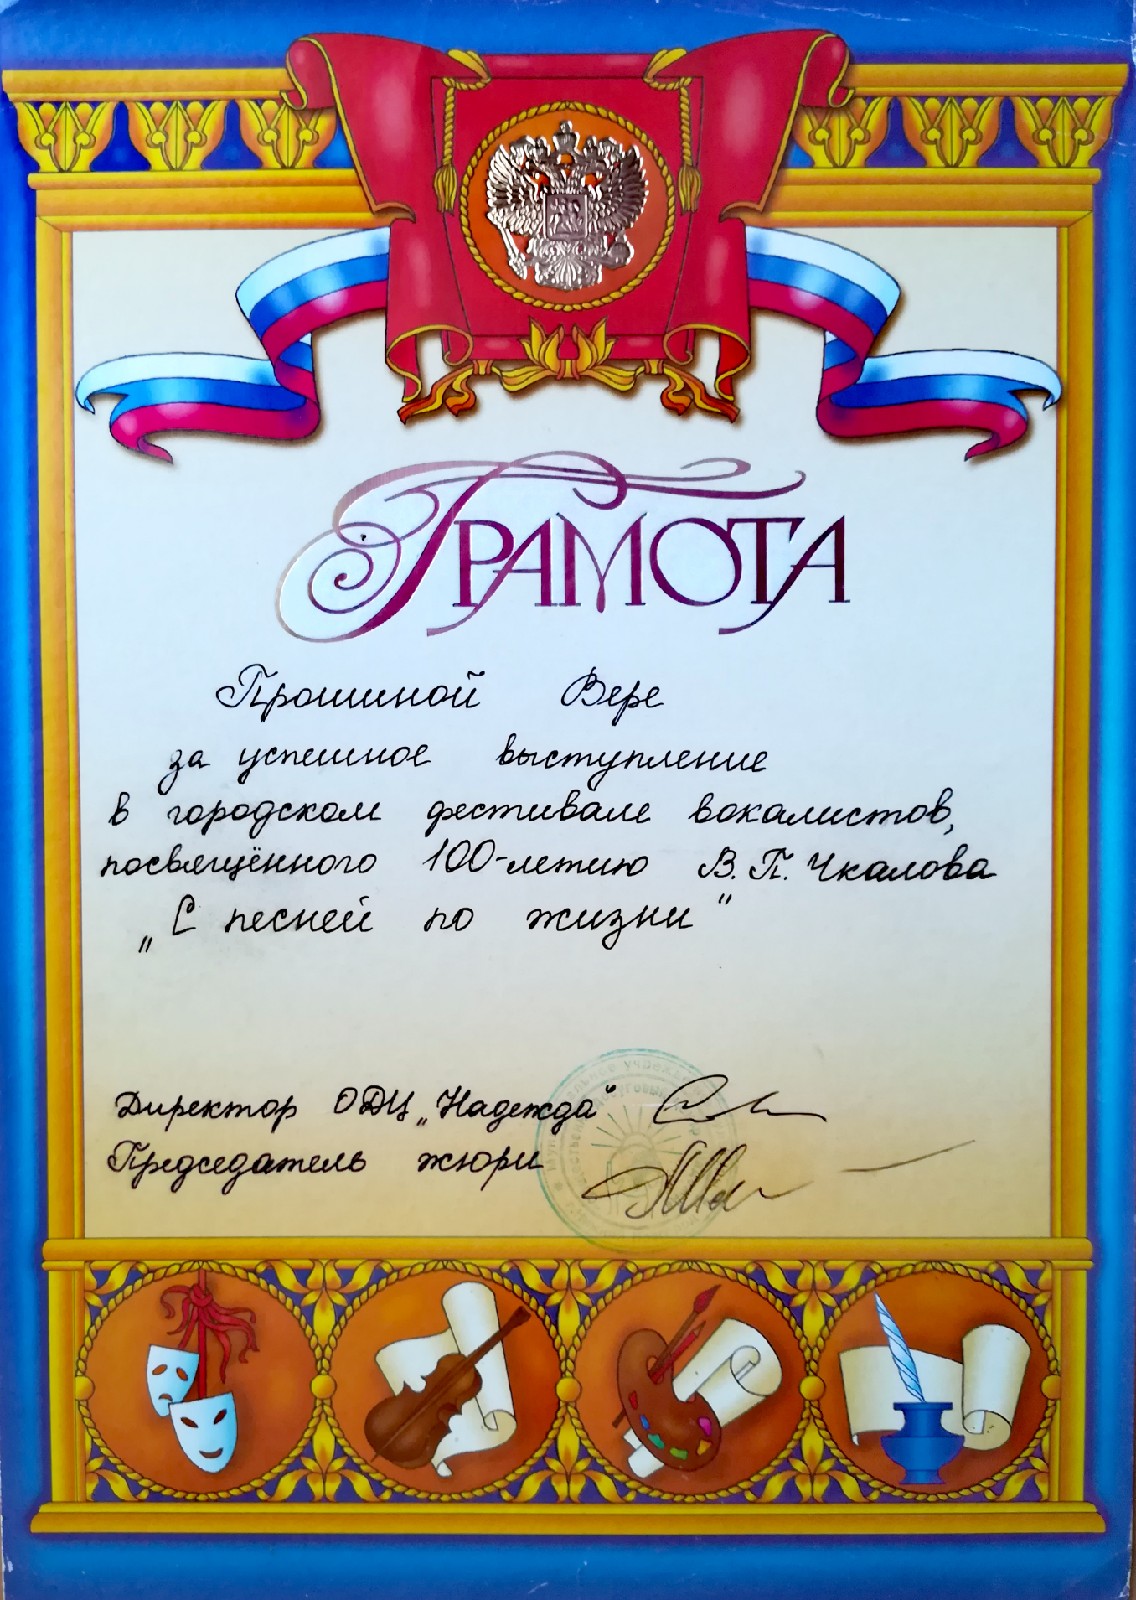 ГРАМОТА
Прошиной Вере
за успешное выступление
в городском фестивале вокалистов,
посвящённого 100-летию В.П. Чкалова
„С песней по жизни"
Директор ОДЦ „Надежда"
Председатель жюри